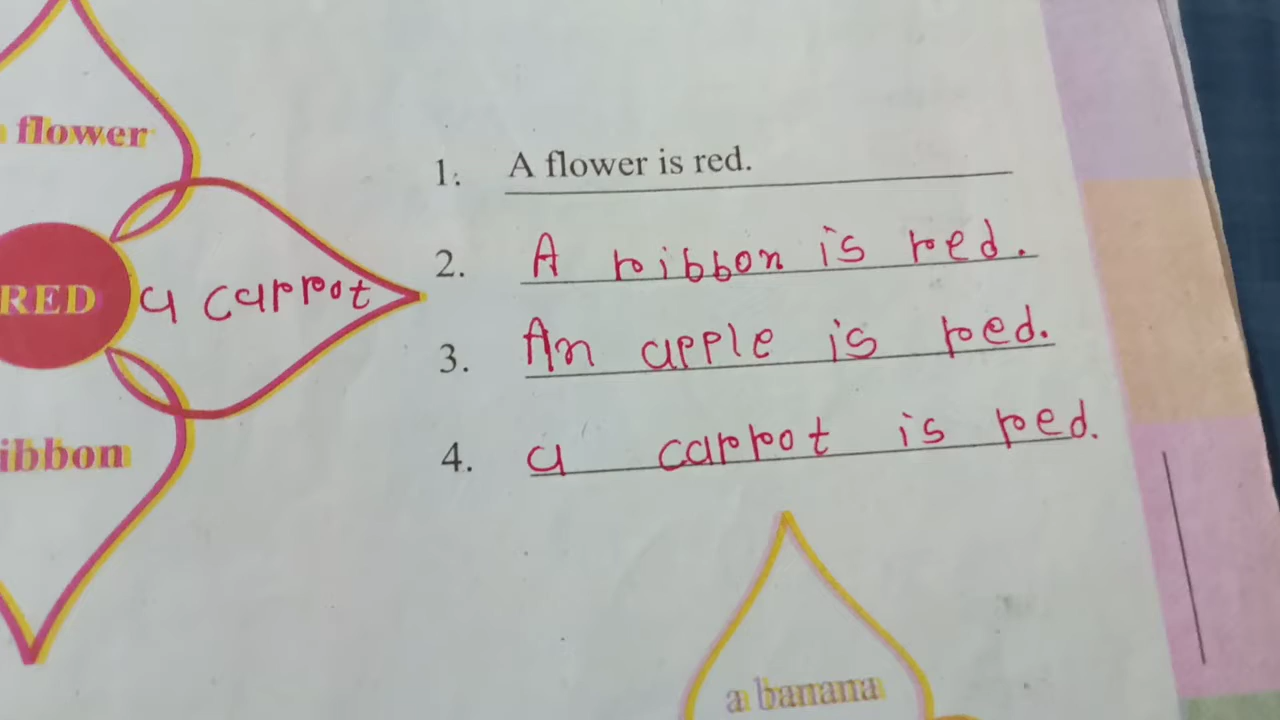 flower
1. A flower is red.
2. A ribbon is red.
3. An apple is red.
RED a carrot
4. a carrot is red.
ibbon
a banana